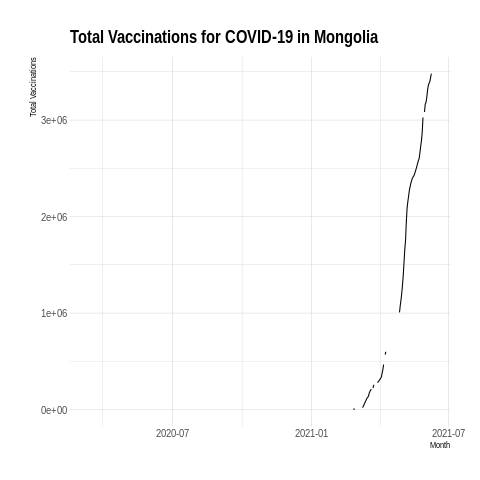 Total Vaccinations for COVID-19 in Mongolia
Total Vaccinations
3e+06
2e+06
1e+06
0e+00
2020-07 2021-01 2021-07
Month